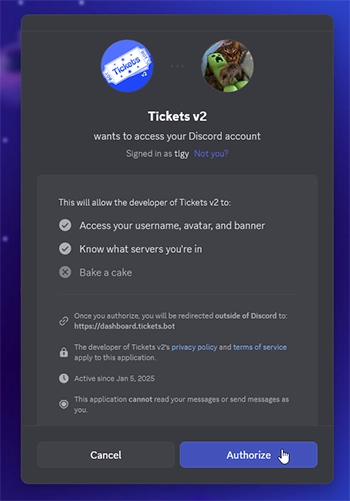 Tickets
v2
Tickets v2
wants to access your Discord account
Signed in as tigy Not you?
This will allow the developer of Tickets v2 to:
Access your username, avatar, and banner
Know what servers you're in
Bake a cake
Once you authorize, you will be redirected outside of Discord to:
https://dashboard.tickets.bot
The developer of Tickets v2's privacy policy and terms of service
apply to this application.
Active since Jan 5, 2025
This application cannot read your messages or send messages as
you.
Cancel
Authorize